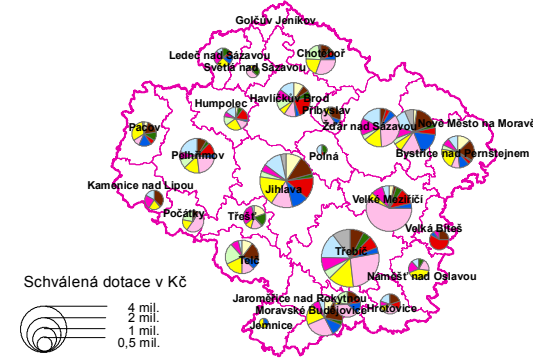 Golčův Jeníkov
Ledeč nad Sázavou
Chotěboř
Světlá nad Sázavou
Havlíčkův Brod
Humpolec
Přibyslav
Žďár nad Sázavou
Nové Město na Moravě
Pacov
Pelhřimov
Polná
Bystřice nad Pernštejnem
Jihlava
Kamenice nad Lipou
Velké Meziříčí
Počátky
Třešť
Velká Bíteš
Telč
Třebíč
Náměšť nad Oslavou
Schválená dotace v Kč
Jaroměřice nad Rokytnou
Moravské Budějovice
Hrotovice
Jemnice
4 mil.
2 mil.
1 mil.
0,5 mil.